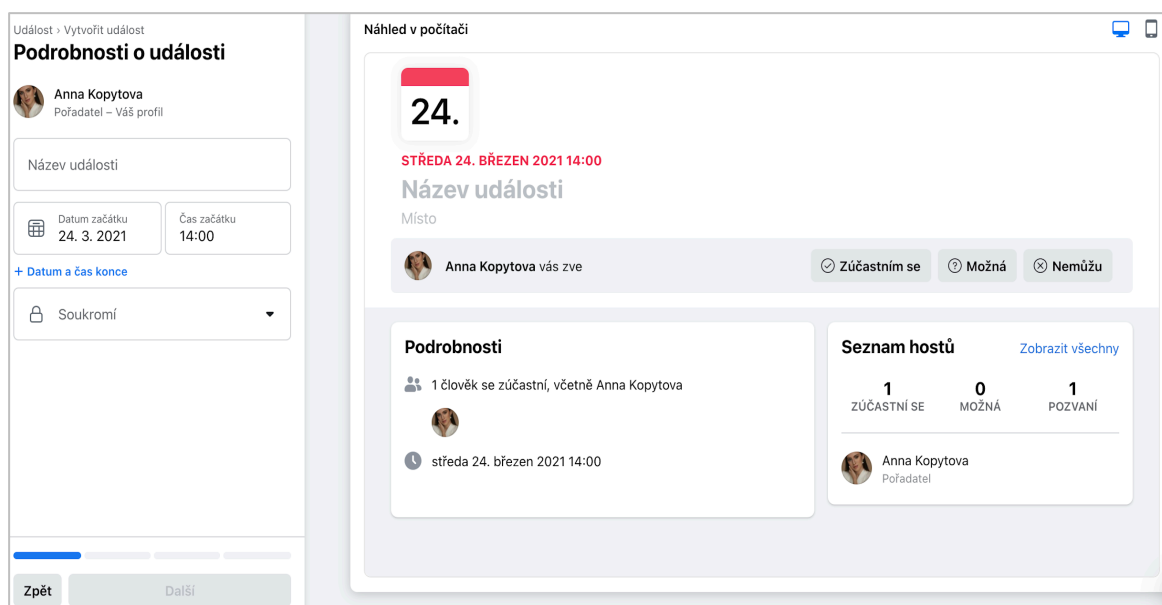 Událost › Vytvořit událost
Podrobnosti o události
Anna Kopytova
Pořadatel – Váš profil
Název události
Datum začátku
24. 3. 2021
Čas začátku
14:00
+ Datum a čas konce
Soukromí
Zpět
Další
Náhled v počítači
24.
STŘEDA 24. BŘEZEN 2021 14:00
Název události
Místo
Anna Kopytova vás zve
Zúčastním se
Možná
Nemůžu
Podrobnosti
1 člověk se zúčastní, včetně Anna Kopytova
středa 24. březen 2021 14:00
Seznam hostů
Zobrazit všechny
1
ZÚČASTNÍ SE
0
MOŽNÁ
1
POZVANÍ
Anna Kopytova
Pořadatel